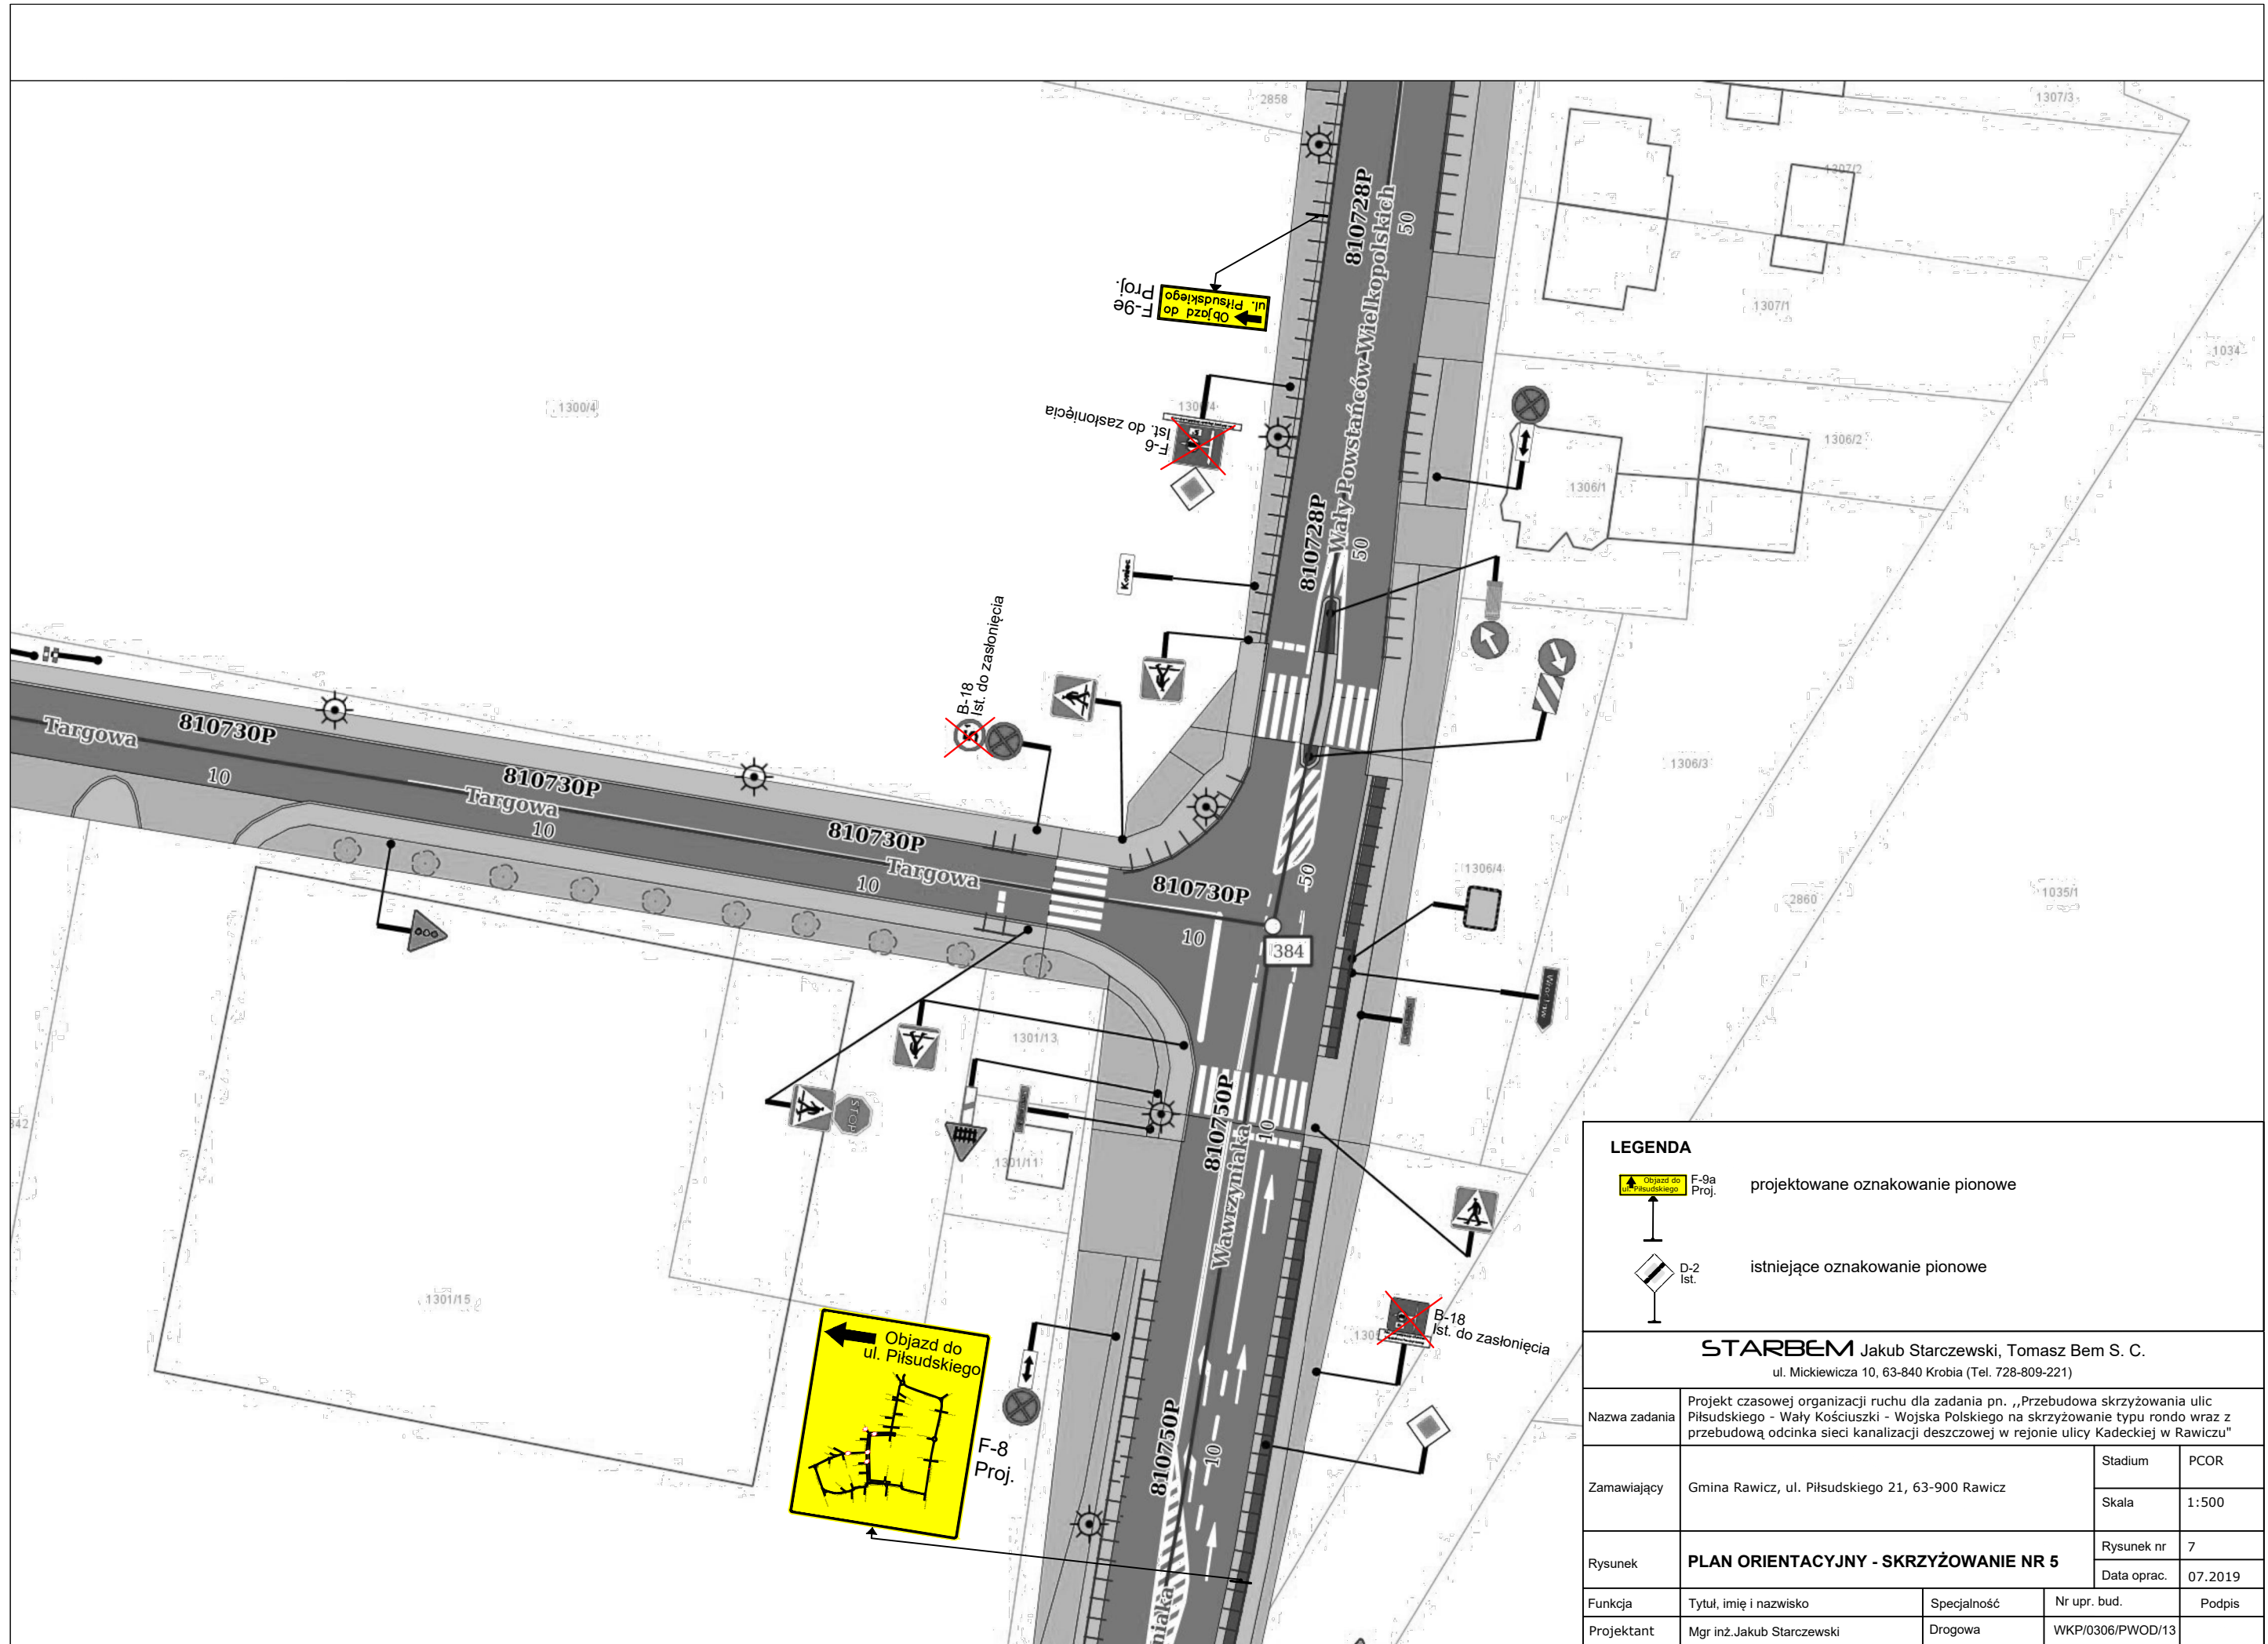 2858
1307/3
1307/2
1307/1
1034
1300/4
810728P
50
Wały Powstańców Wielkopolskich
Objazd do
ul. Piłsudskiego
F-9e
Proj.
F-6
Ist. do zasłonięcia
1306/2
1306/1
810728P
50
Koniec
B-18
Ist. do zasłonięcia
1306/3
Targowa
810730P
10
810730P
Targowa
10
810730P
Targowa
10
810730P
10
50
384
1306/4
2860
1035/1
1301/13
STOP
1301/11
810750P
Wawrzyniaka
10
1301/15
Objazd do
ul. Piłsudskiego
F-8
Proj.
B-18
Ist. do zasłonięcia
810750P
10
LEGENDA
Objazd do
ul. Piłsudskiego
F-9a
Proj.
projektowane oznakowanie pionowe
D-2
Ist.
istniejące oznakowanie pionowe
STARBEM Jakub Starczewski, Tomasz Bem S. C.
ul. Mickiewicza 10, 63-840 Krobia (Tel. 728-809-221)
Nazwa zadania
Projekt czasowej organizacji ruchu dla zadania pn. ,,Przebudowa skrzyżowania ulic
Piłsudskiego - Wały Kościuszki - Wojska Polskiego na skrzyżowanie typu rondo wraz z
przebudową odcinka sieci kanalizacji deszczowej w rejonie ulicy Kadeckiej w Rawiczu"
Zamawiający
Gmina Rawicz, ul. Piłsudskiego 21, 63-900 Rawicz
Stadium
PCOR
Skala
1:500
Rysunek
PLAN ORIENTACYJNY - SKRZYŻOWANIE NR 5
Rysunek nr
7
Data oprac.
07.2019
Funkcja
Tytuł, imię i nazwisko
Specjalność
Nr upr. bud.
Podpis
Projektant
Mgr inż.Jakub Starczewski
Drogowa
WKP/0306/PWOD/13